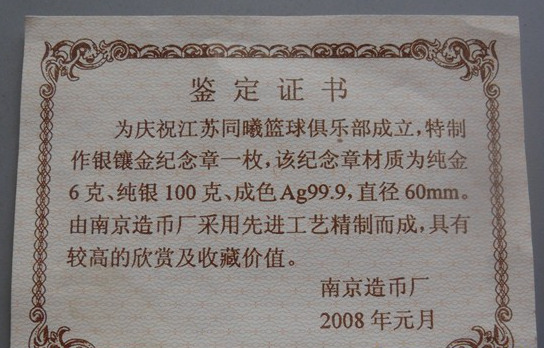 鉴定证书
为庆祝江苏同曦篮球俱乐部成立，特制
作银镶金纪念章一枚，该纪念章材质为纯金
6克、纯银100克、成色Ag99.9，直径60mm。
由南京造币厂采用先进工艺精制而成，具有
较高的欣赏及收藏价值。
南京造币厂
2008年元月